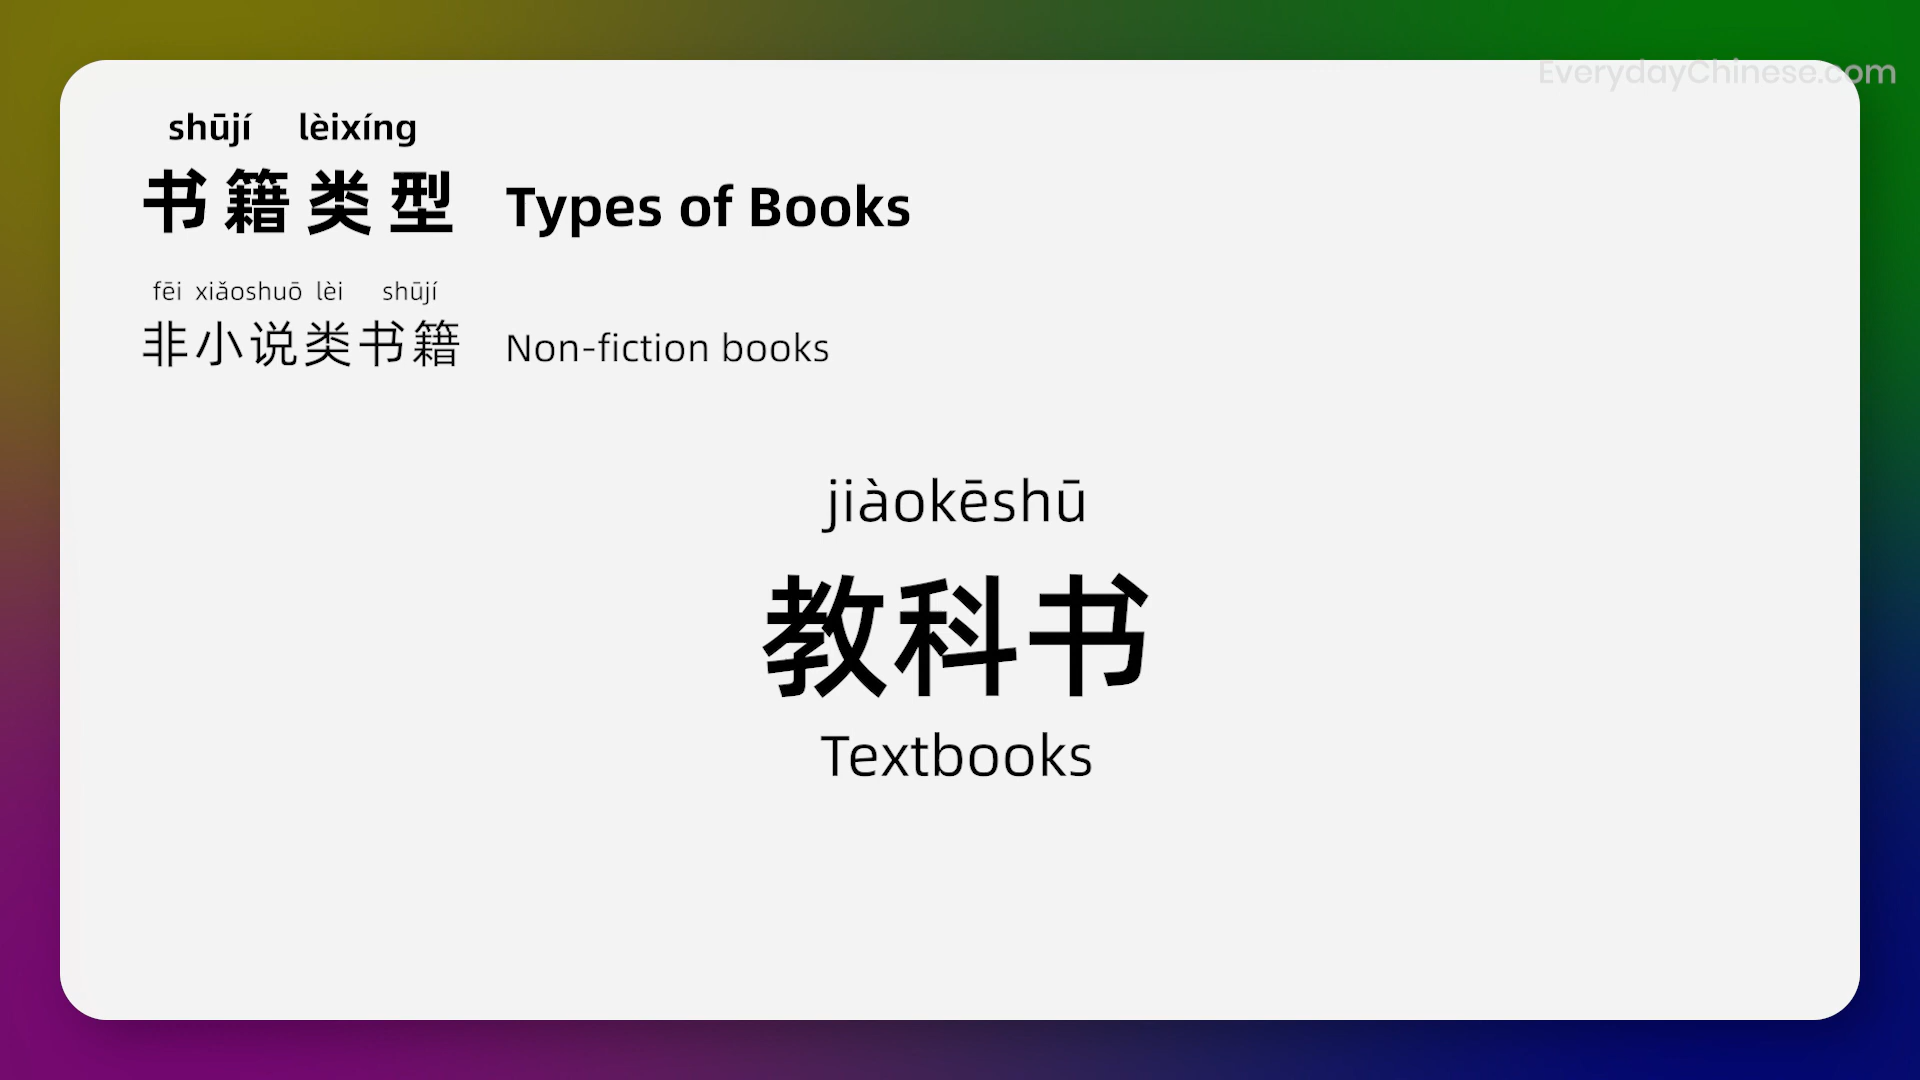 EverydayChinese.com
shūjí lèixíng
书籍类型 Types of Books
fēi xiǎoshuō lèi shūjí
非小说类书籍 Non-fiction books
jiàokēshū
教科书
Textbooks